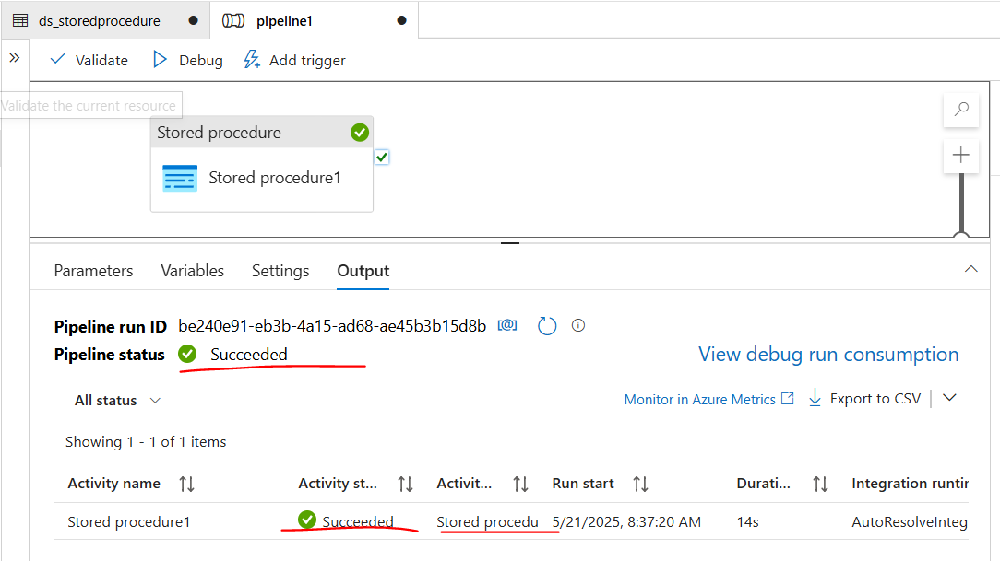 ds_storedprocedure pipeline1
Validate Debug Add trigger
Validate the current resource
Stored procedure
Stored procedure1
Parameters Variables Settings Output
Pipeline run ID be240e91-eb3b-4a15-ad68-ae45b3b15d8b [@]
Pipeline status Succeeded
View debug run consumption
All status
Monitor in Azure Metrics Export to CSV
Showing 1 - 1 of 1 items
Activity name Activity st... Activit... Run start Durati... Integration runtin
Stored procedure1 Succeeded Stored procedu 5/21/2025, 8:37:20 AM 14s AutoResolveInteg